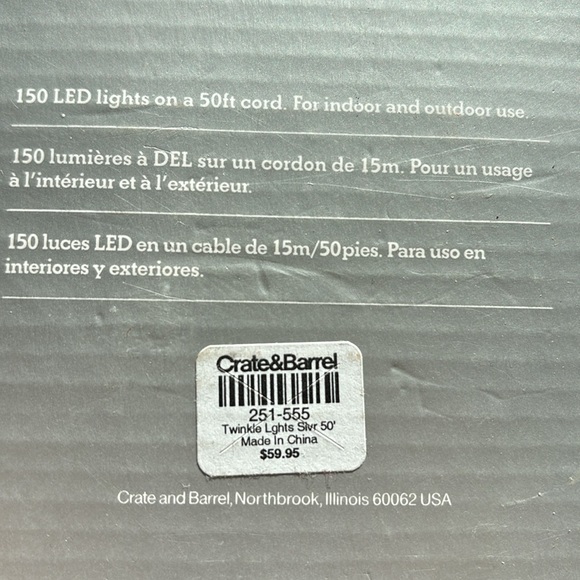 150 LED lights on a 50ft cord. For indoor and outdoor use.
150 lumières à DEL sur un cordon de 15m. Pour un usage
à l'intérieur et à l'extérieur.
150 luces LED en un cable de 15m/50pies. Para uso en
interiores y exteriores.
Crate&Barrel
251-555
Twinkle Lghts Slvr 50'
Made In China
$59.95
Crate and Barrel, Northbrook, Illinois 60062 USA